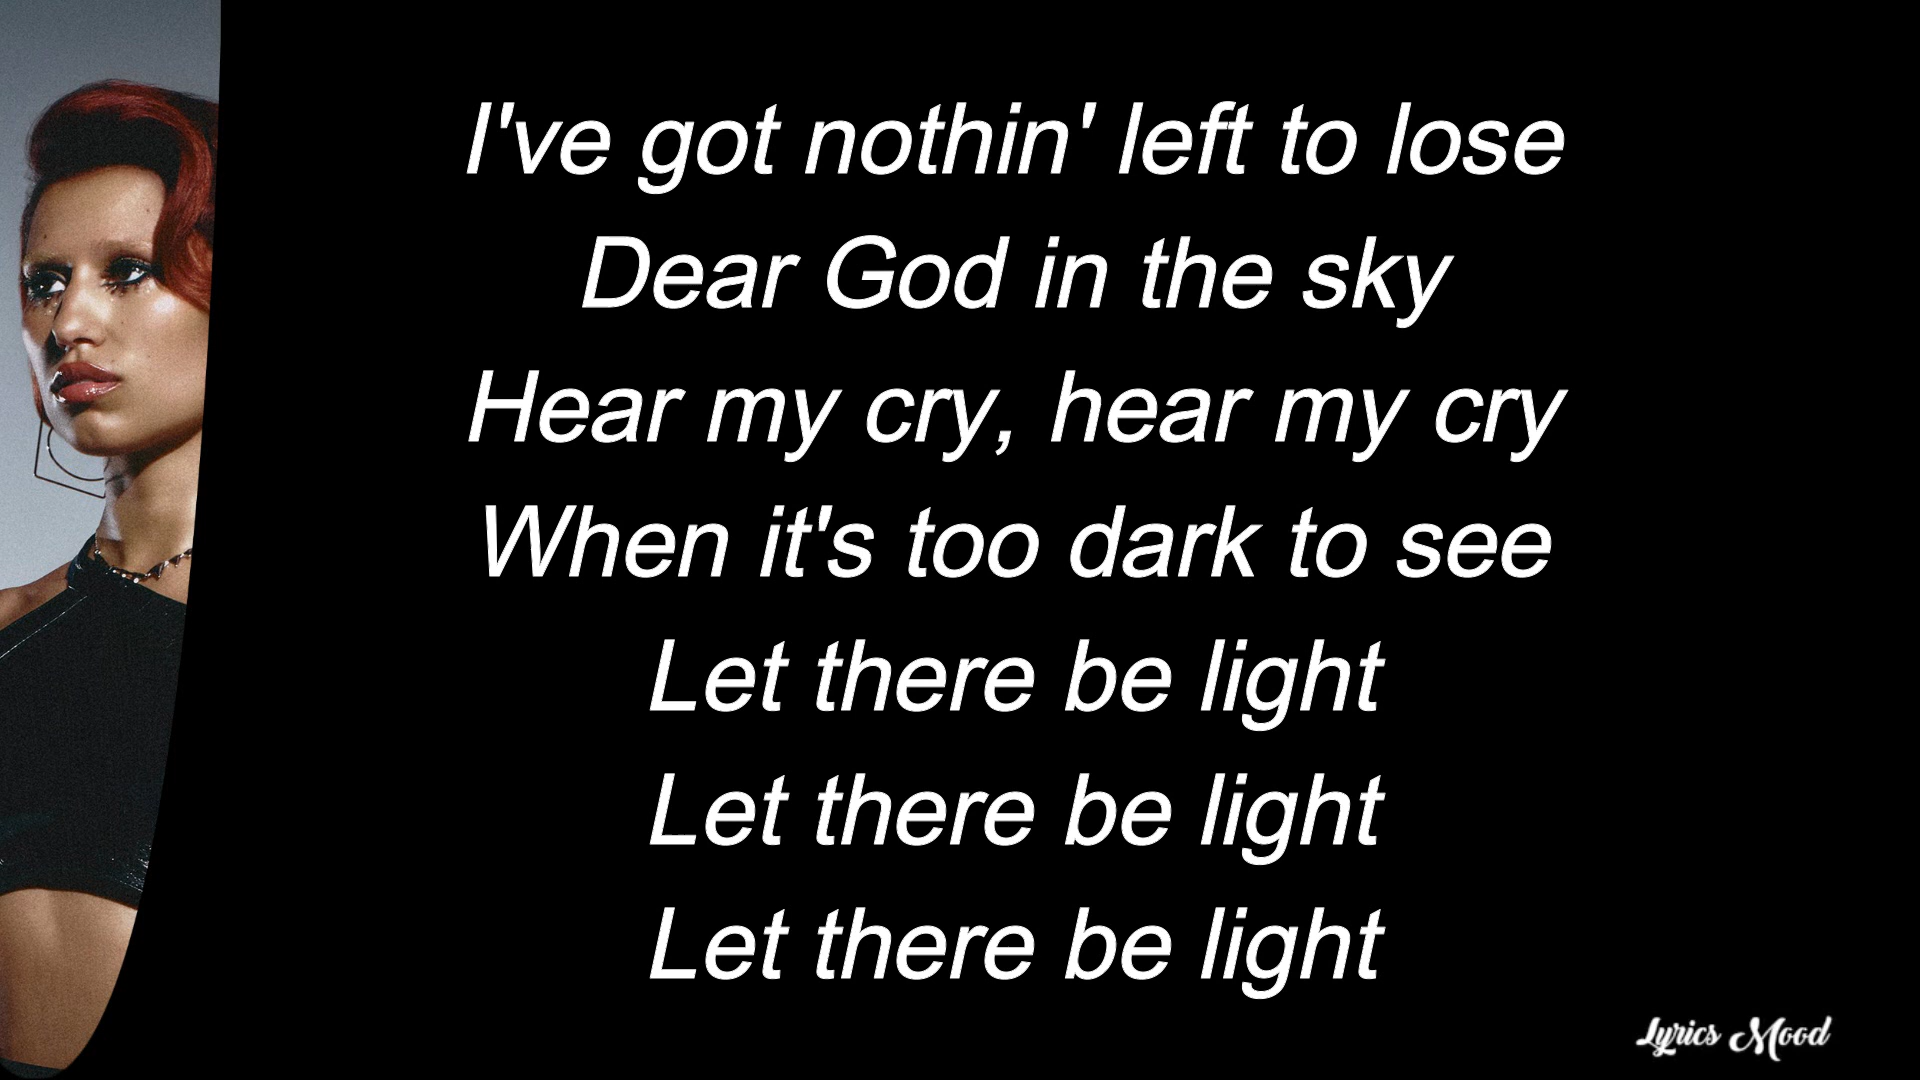 I've got nothin' left to lose
Dear God in the sky
Hear my cry, hear my cry
When it's too dark to see
Let there be light
Let there be light
Let there be light
Lyrics Mood